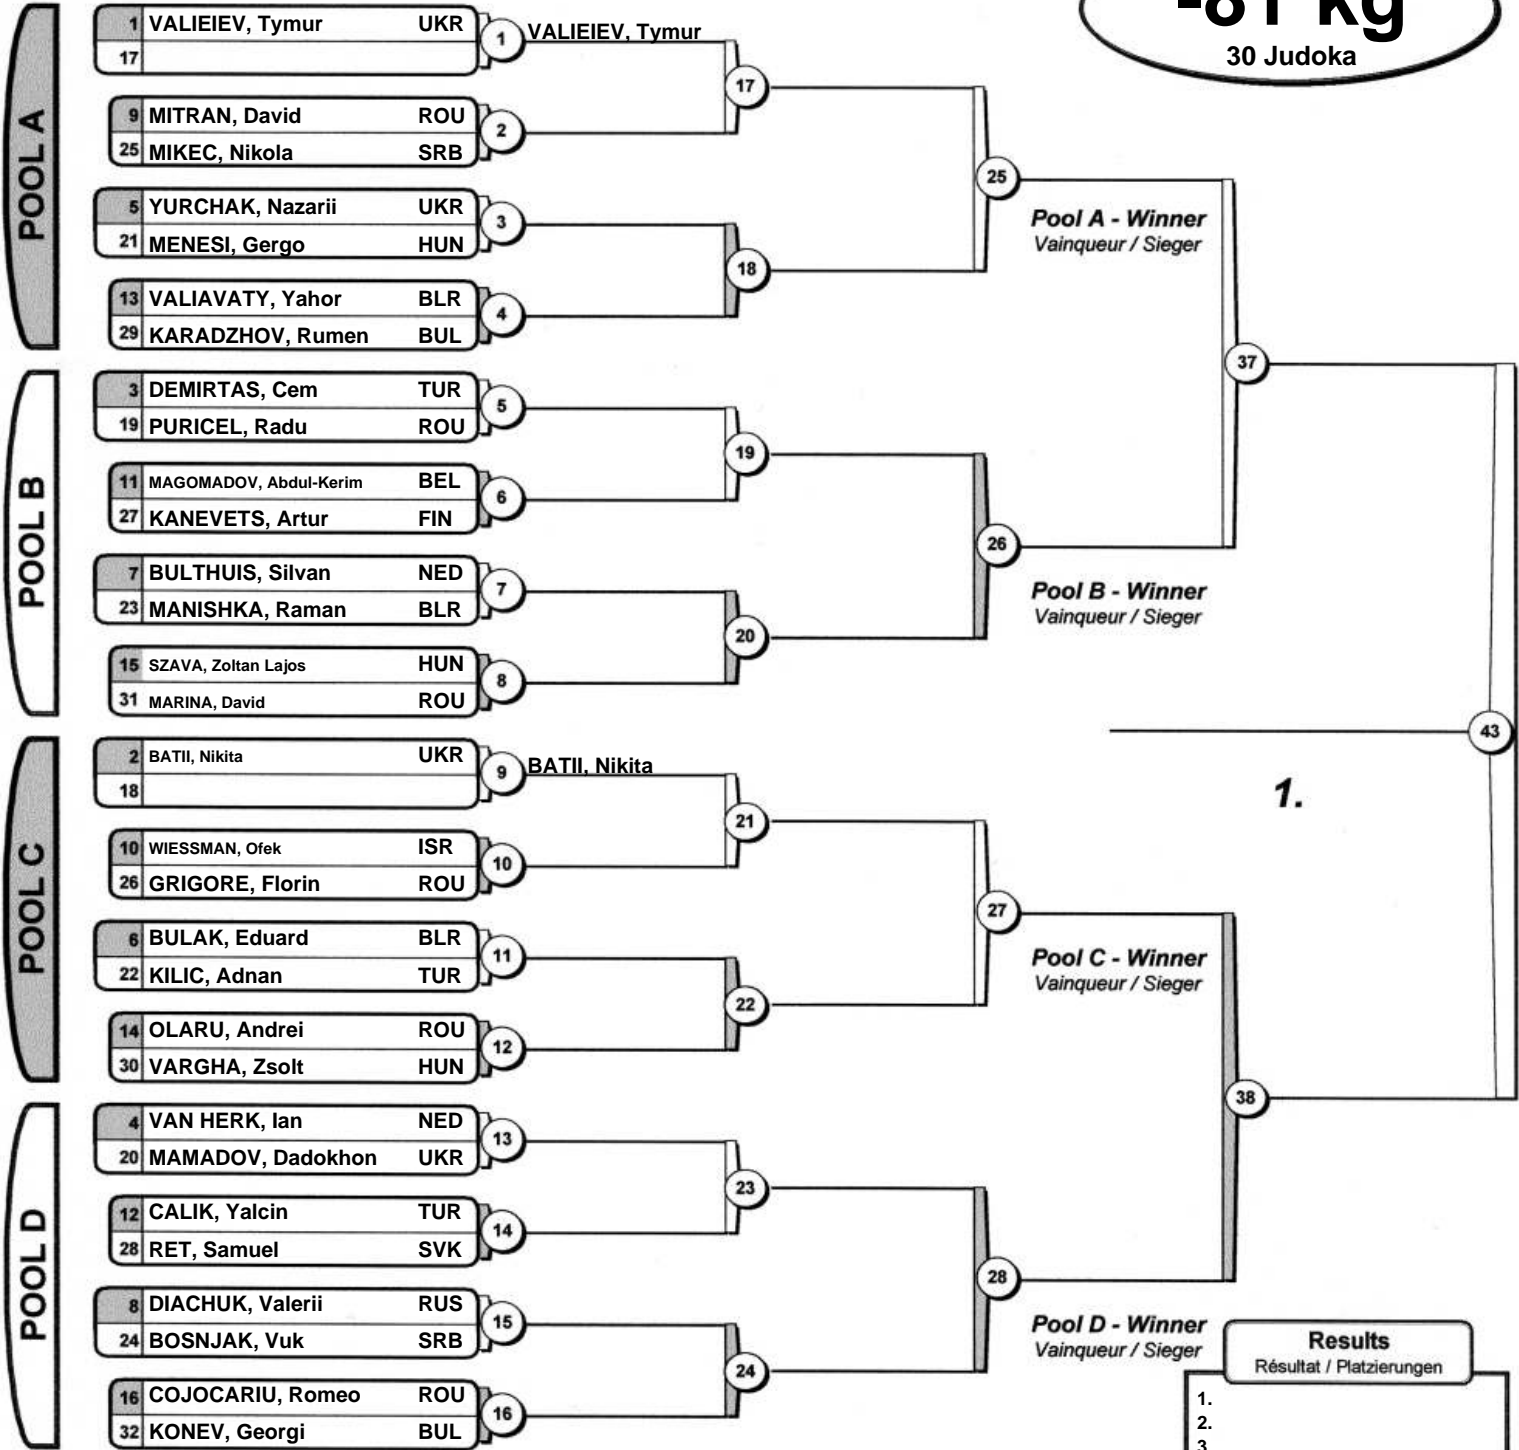 -81 kg
30 Judoka
POOL A
1 VALIEIEV, Tymur UKR
17
1 VALIEIEV, Tymur
9 MITRAN, David ROU
25 MIKEC, Nikola SRB
2
17
5 YURCHAK, Nazarii UKR
21 MENESI, Gergo HUN
3
13 VALIAVATY, Yahor BLR
29 KARADZHOV, Rumen BUL
4
18
25
Pool A - Winner
Vainqueur / Sieger
POOL B
3 DEMIRTAS, Cem TUR
19 PURICEL, Radu ROU
5
11 MAGOMADOV, Abdul-Kerim BEL
27 KANEVETS, Artur FIN
6
19
7 BULTHUIS, Silvan NED
23 MANISHKA, Raman BLR
7
15 SZAVA, Zoltan Lajos HUN
31 MARINA, David ROU
8
20
26
Pool B - Winner
Vainqueur / Sieger
37
POOL C
2 BATII, Nikita UKR
18
9 BATII, Nikita
10 WIESSMAN, Ofek ISR
26 GRIGORE, Florin ROU
10
21
6 BULAK, Eduard BLR
22 KILIC, Adnan TUR
11
14 OLARU, Andrei ROU
30 VARGHA, Zsolt HUN
12
22
27
Pool C - Winner
Vainqueur / Sieger
43
1.
POOL D
4 VAN HERK, Ian NED
20 MAMADOV, Dadokhon UKR
13
12 CALIK, Yalcin TUR
28 RET, Samuel SVK
14
23
8 DIACHUK, Valerii RUS
24 BOSNJAK, Vuk SRB
15
16 COJOCARIU, Romeo ROU
32 KONEV, Georgi BUL
16
24
28
Pool D - Winner
Vainqueur / Sieger
38
Results
Résultat / Platzierungen
1.
2.
3